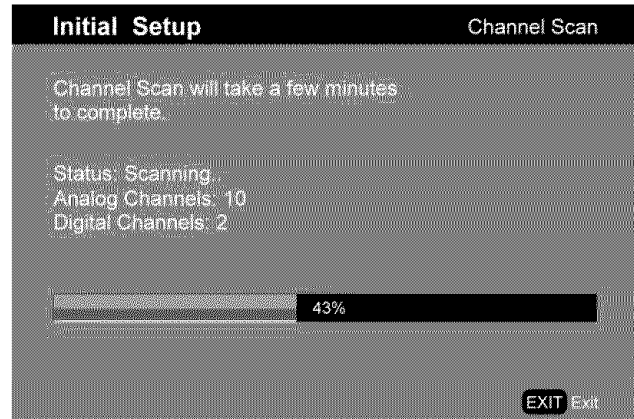 Initial Setup
Channel Scan
Channel Scan will take a few minutes
to complete.
Status: Scanning..
Analog Channels: 10
Digital Channels: 2
43%
EXIT Exit